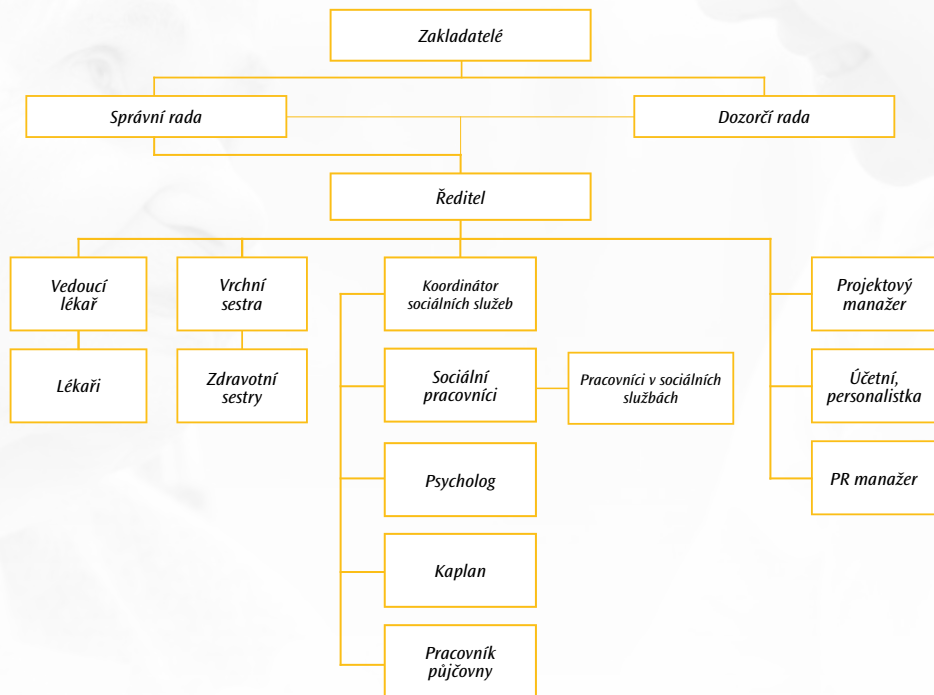 Zakladatelé
Správní rada
Dozorčí rada
Ředitel
Vedoucí
lékař
Vrchní
sestra
Koordinátor
sociálních služeb
Projektový
manažer
Lékaři
Zdravotní
sestry
Sociální
pracovníci
Pracovníci v sociálních
službách
Účetní,
personalistka
Psycholog
PR manažer
Kaplan
Pracovník
půjčovny